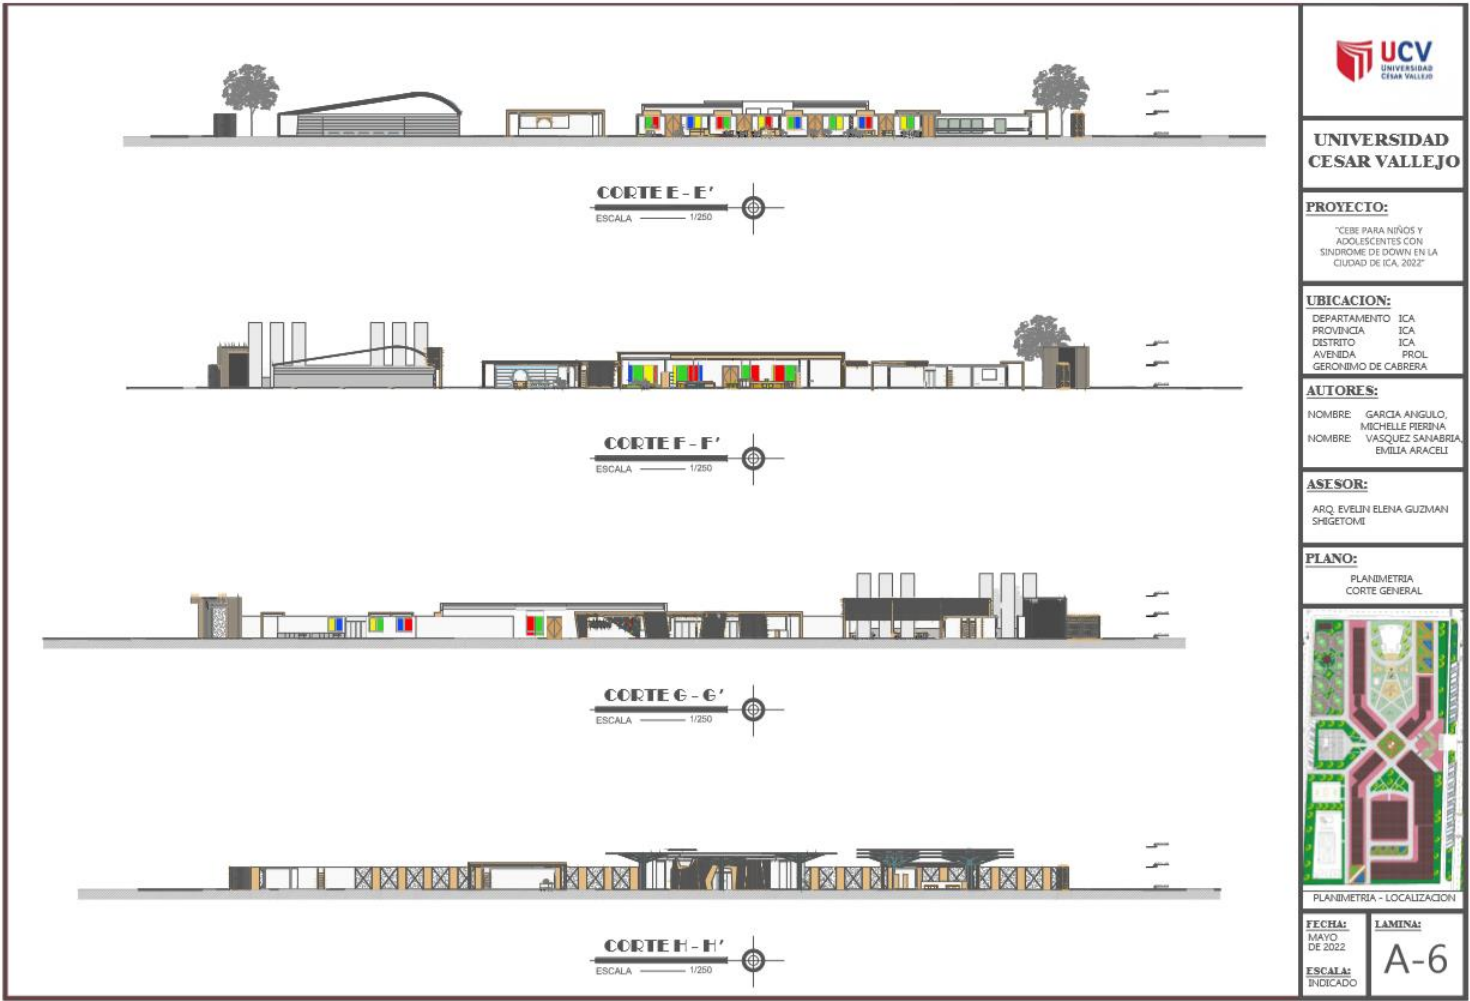 CORTE E - E'
ESCALA 1/250
CORTE F - F'
ESCALA 1/250
CORTE G - G'
ESCALA 1/250
CORTE H - H'
ESCALA 1/250
UCV
UNIVERSIDAD
CÉSAR VALLEJO
UNIVERSIDAD
CESAR VALLEJO
PROYECTO:
"CEBE PARA NIÑOS Y
ADOLESCENTES CON
SINDROME DE DOWN EN LA
CIUDAD DE ICA, 2022"
UBICACION:
DEPARTAMENTO ICA
PROVINCIA ICA
DISTRITO ICA
AVENIDA PROL
GERONIMO DE CABRERA
AUTORES:
NOMBRE: GARCIA ANGULO,
MICHELLE PIERINA
NOMBRE: VASQUEZ SANABRIA,
EMILIA ARACELI
ASESOR:
ARQ. EVELIN ELENA GUZMAN
SHIGETOMI
PLANO:
PLANIMETRIA
CORTE GENERAL
PLANIMETRIA - LOCALIZACION
FECHA:
MAYO
DE 2022
ESCALA:
INDICADO
LAMINA:
A-6